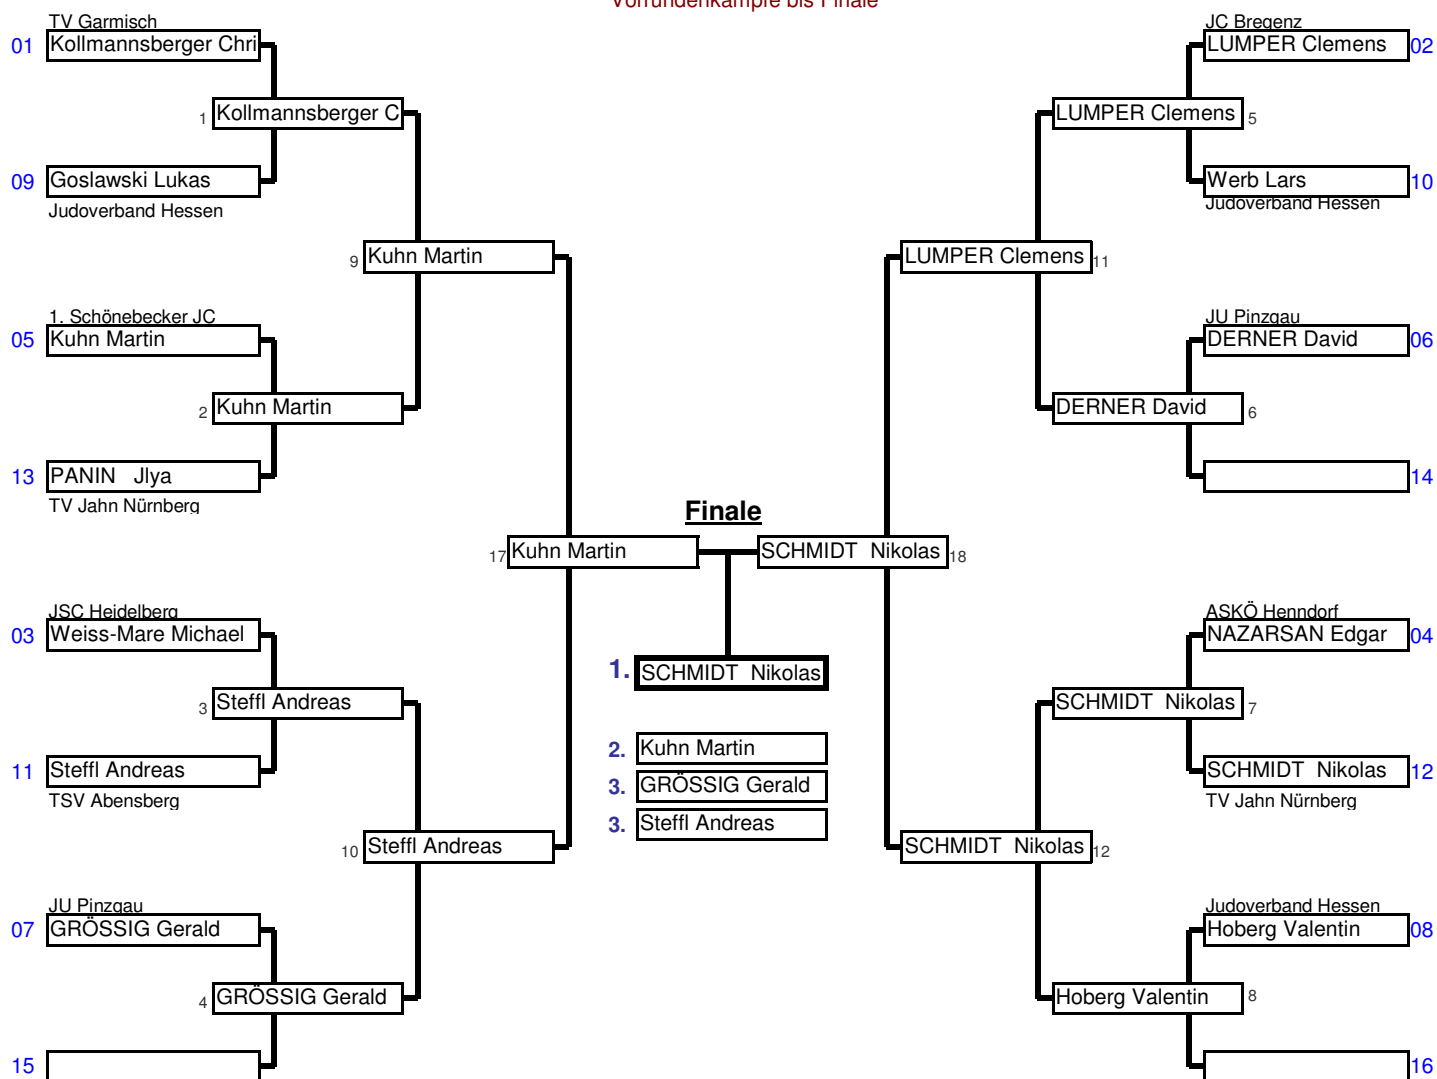 Vorrundenkämpfe bis Finale
TV Garmisch
01 Kollmannsberger Chri
1 Kollmannsberger C
09 Goslawski Lukas
Judoverband Hessen
9 Kuhn Martin
1. Schönebecker JC
05 Kuhn Martin
2 Kuhn Martin
13 PANIN Jlya
TV Jahn Nürnberg
17 Kuhn Martin
JSC Heidelberg
03 Weiss-Mare Michael
3 Steffl Andreas
11 Steffl Andreas
TSV Abensberg
10 Steffl Andreas
JU Pinzgau
07 GRÖSSIG Gerald
4 GRÖSSIG Gerald
15
Finale
1. SCHMIDT Nikolas
2. Kuhn Martin
3. GRÖSSIG Gerald
3. Steffl Andreas
JC Bregenz
LUMPER Clemens 02
LUMPER Clemens 5
Werb Lars 10
Judoverband Hessen
LUMPER Clemens 11
JU Pinzgau
DERNER David 06
DERNER David 6
14
SCHMIDT Nikolas 18
ASKÖ Henndorf
NAZARSAN Edgar 04
SCHMIDT Nikolas 7
SCHMIDT Nikolas 12
TV Jahn Nürnberg
SCHMIDT Nikolas 12
Judoverband Hessen
Hoberg Valentin 08
Hoberg Valentin 8
16